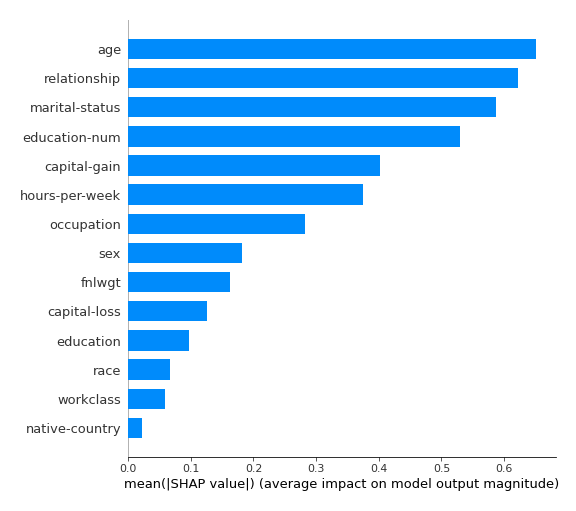 age
relationship
marital-status
education-num
capital-gain
hours-per-week
occupation
sex
fnlwgt
capital-loss
education
race
workclass
native-country
0.0 0.1 0.2 0.3 0.4 0.5 0.6
mean(|SHAP value|) (average impact on model output magnitude)